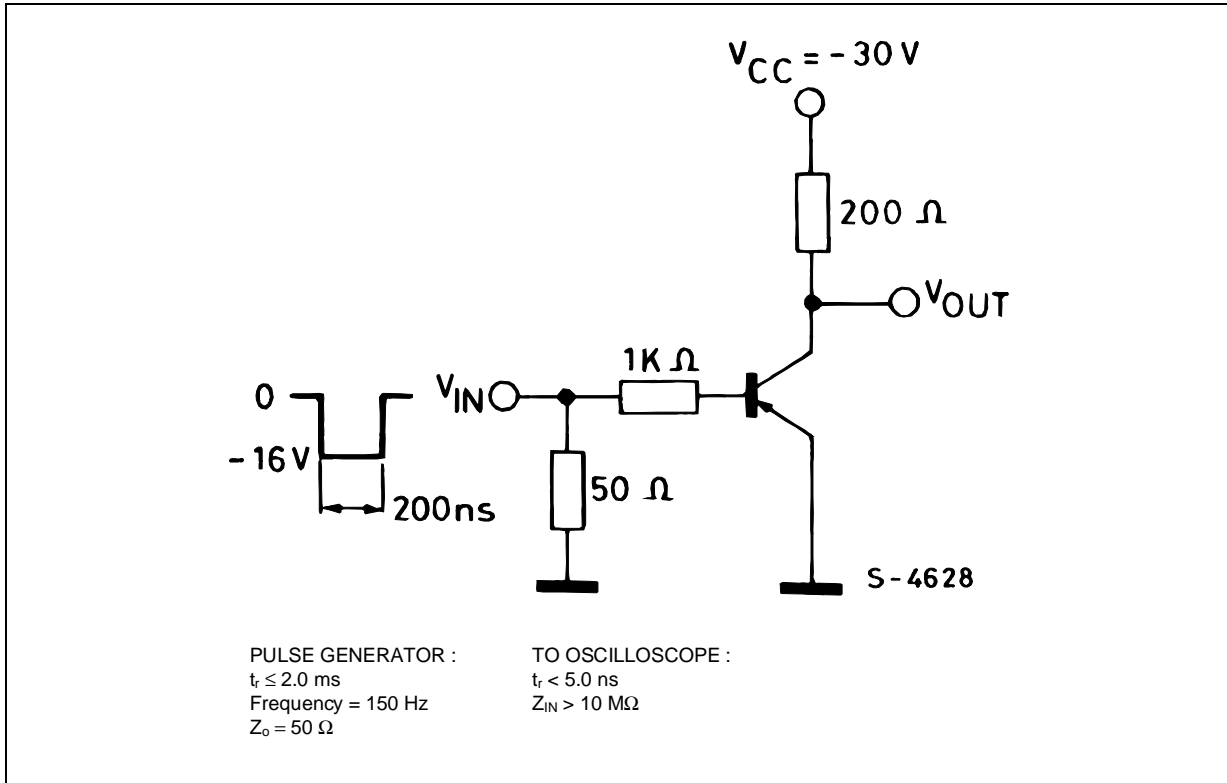 VCC = - 30 V
200 Ω
VOUT
1K Ω
0
VIN
- 16 V
50 Ω
200ns
S - 4628
PULSE GENERATOR :
tr ≤ 2.0 ms
Frequency = 150 Hz
Zo = 50 Ω
TO OSCILLOSCOPE :
tr < 5.0 ns
ZIN > 10 MΩ